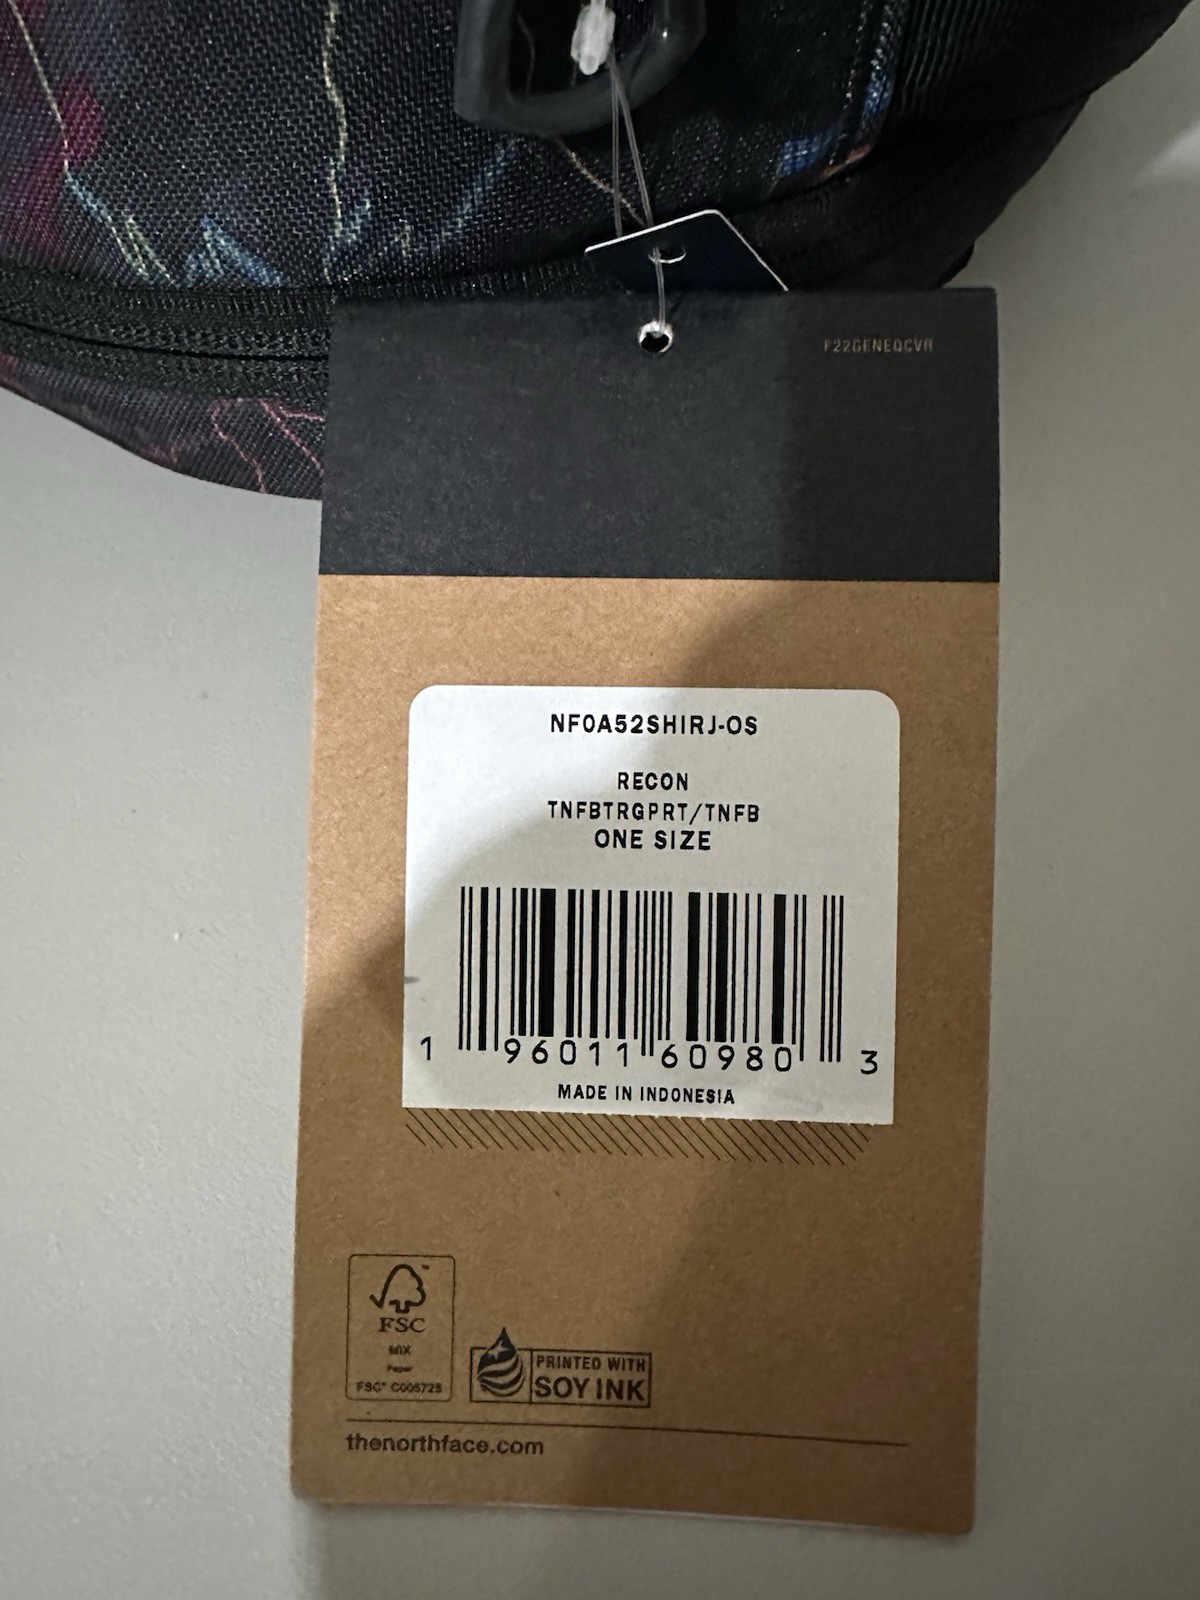 F22GENEQCVR
NF0A52SHIRJ-OS
RECON
TNFBTRGPRT/TNFB
ONE SIZE
1 96011 60980 3
MADE IN INDONESIA
FSC
MIX
Paper
FSC™ C005725
PRINTED WITH
SOY INK
thenorthface.com